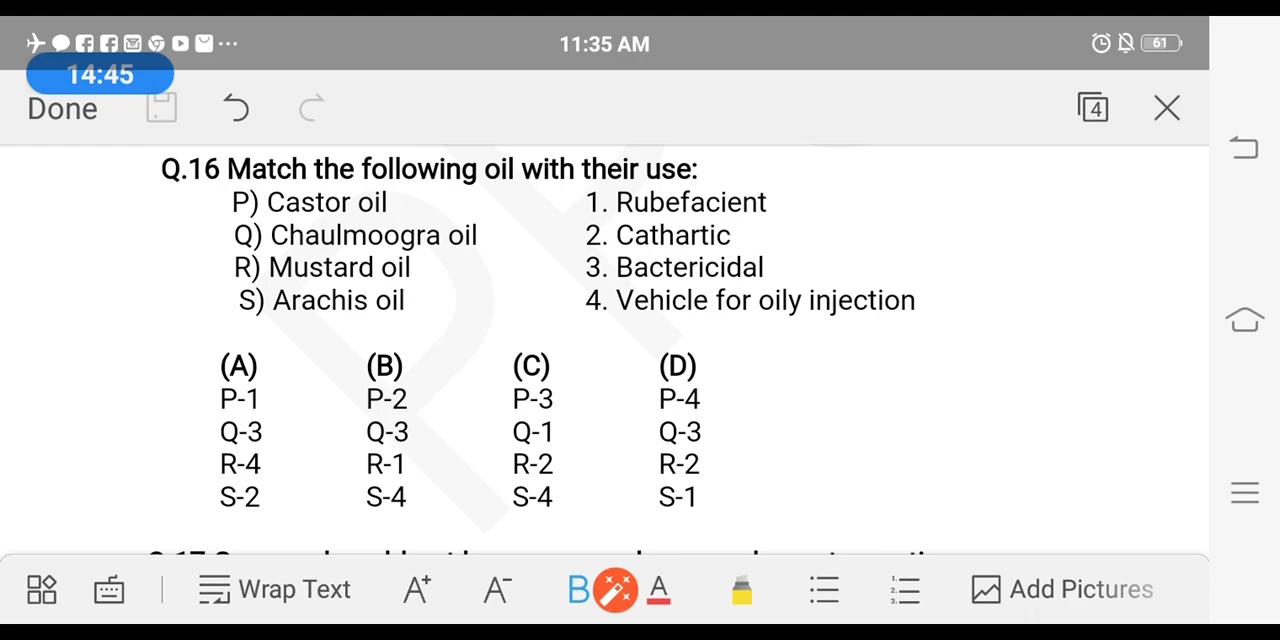 11:35 AM
61
14:45
Done
4
Q.16 Match the following oil with their use:
P) Castor oil 1. Rubefacient
Q) Chaulmoogra oil 2. Cathartic
R) Mustard oil 3. Bactericidal
S) Arachis oil 4. Vehicle for oily injection
(A) (B) (C) (D)
P-1 P-2 P-3 P-4
Q-3 Q-3 Q-1 Q-3
R-4 R-1 R-2 R-2
S-2 S-4 S-4 S-1
Wrap Text A+ A- B A Add Pictures